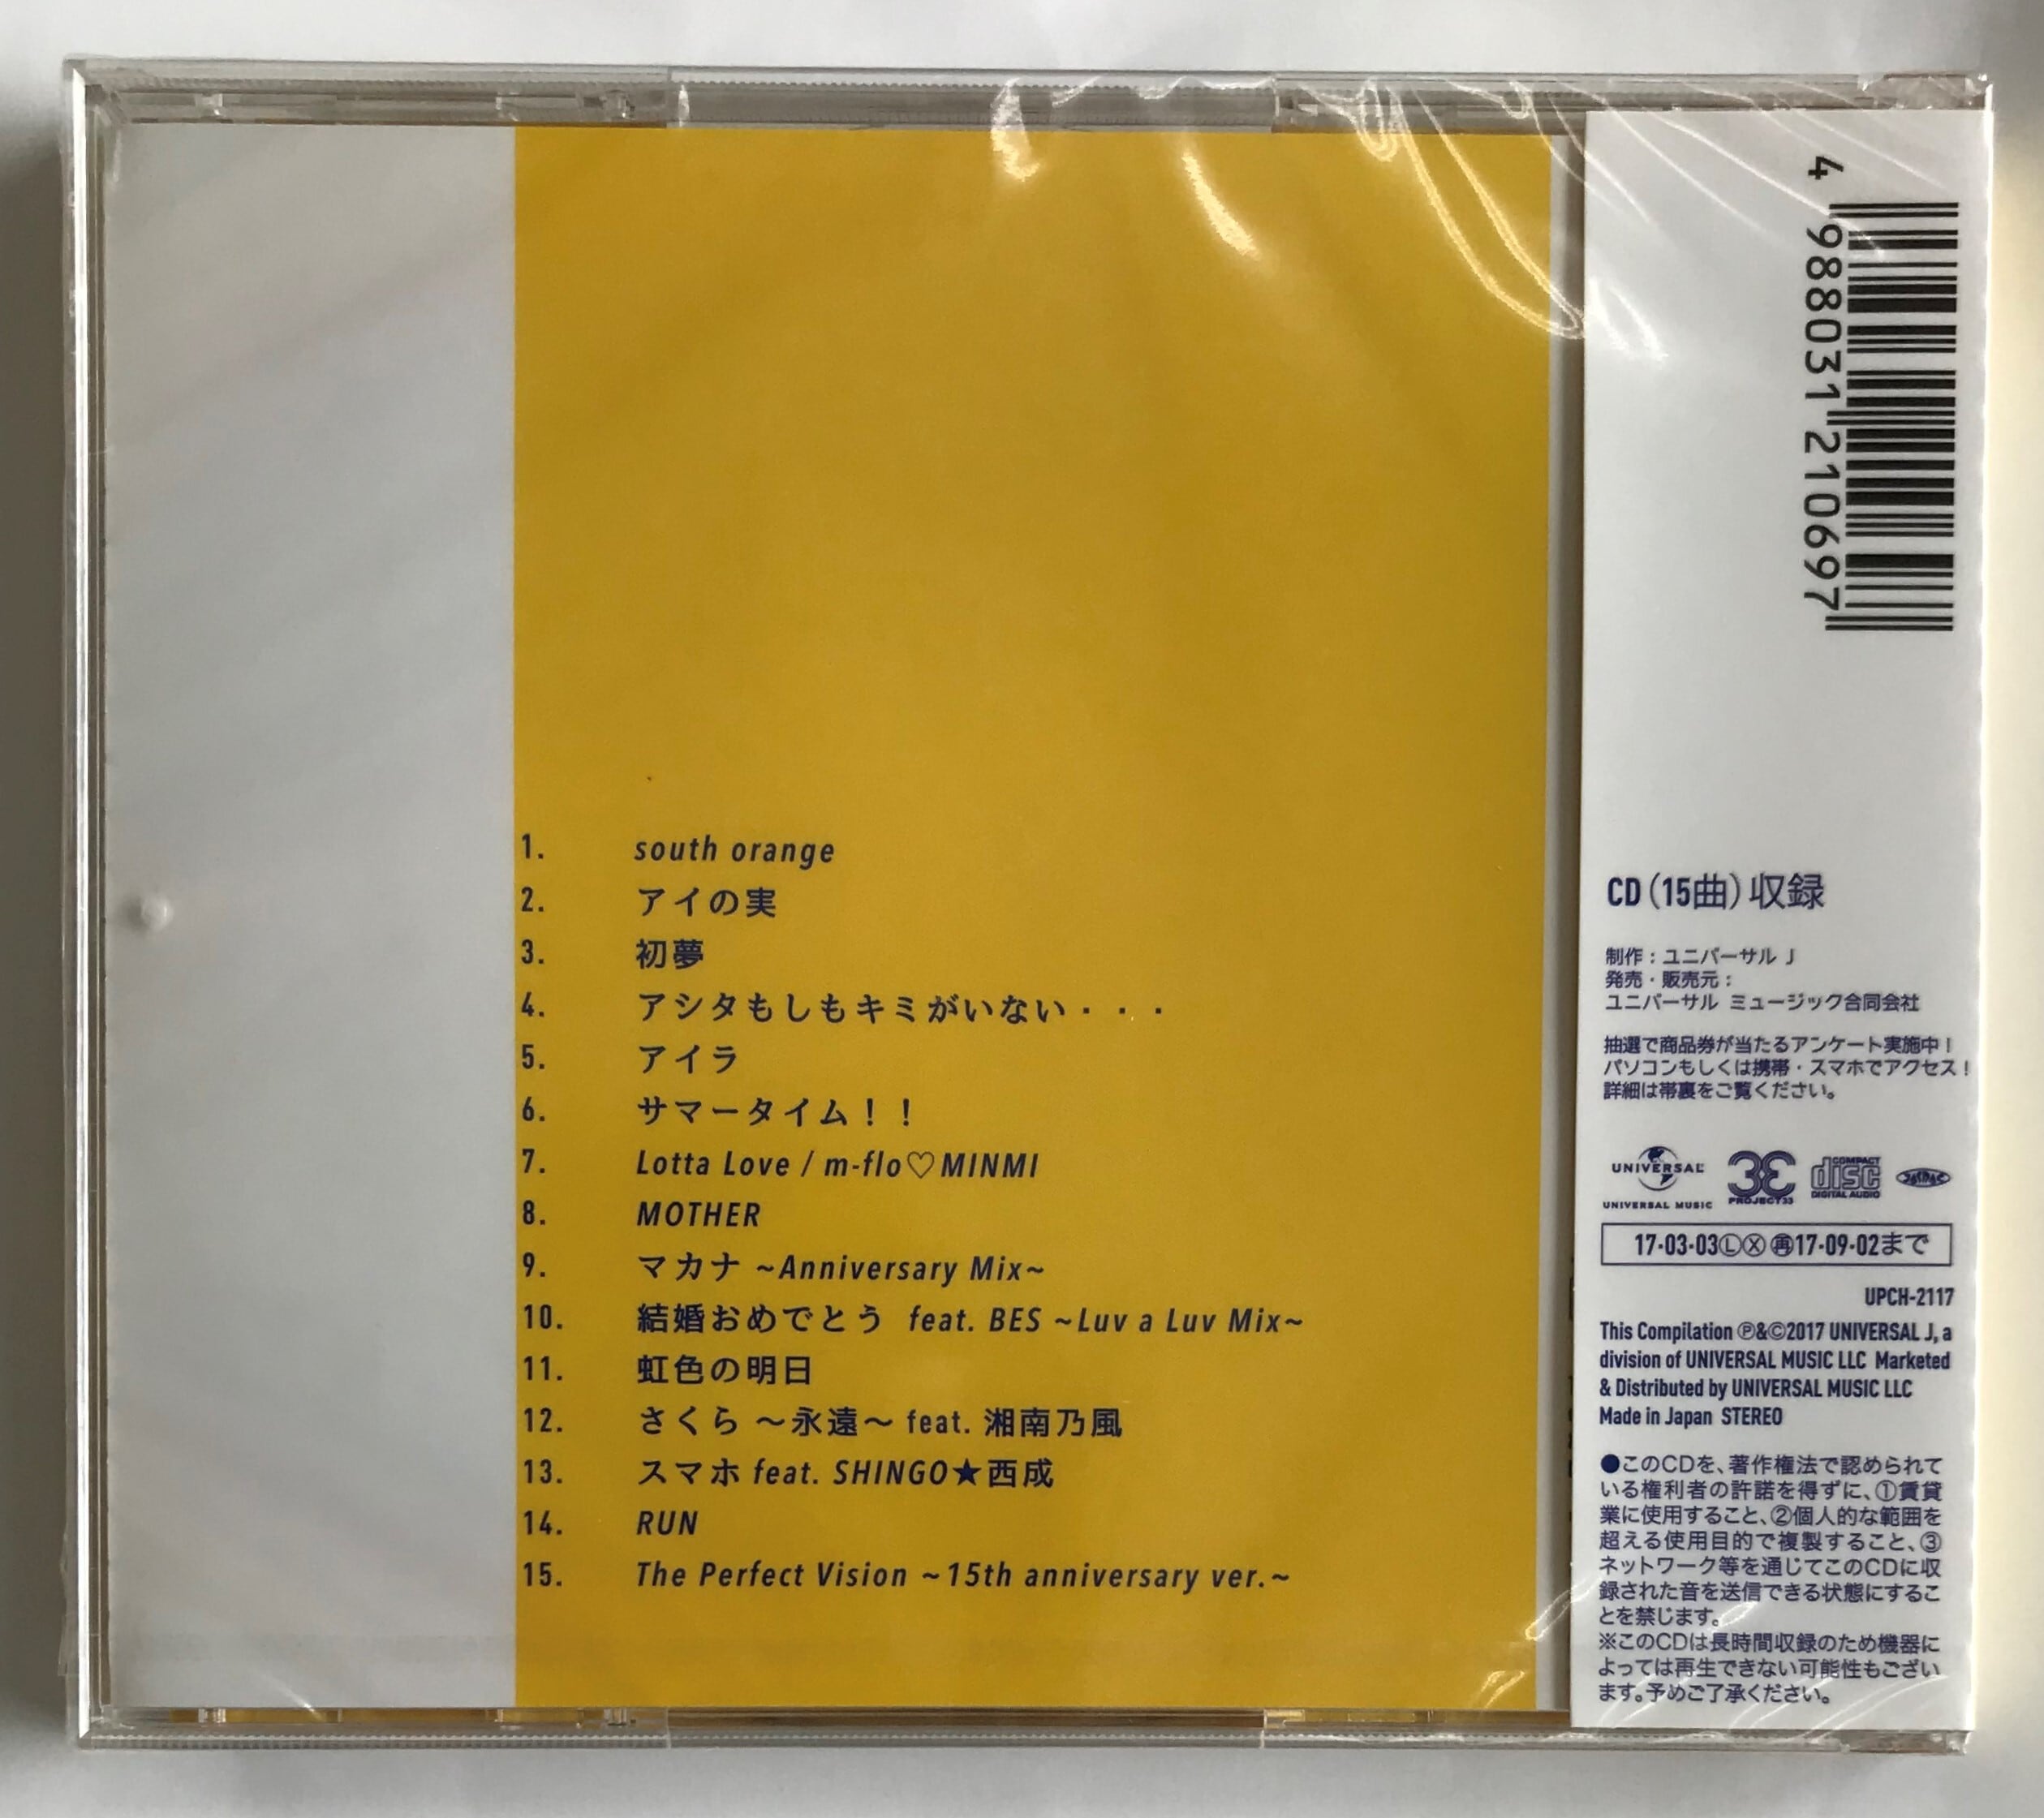 1. south orange
2. アイの実
3. 初夢
4. アシタもしもキミがいない・・・
5. アイラ
6. サマータイム！！
7. Lotta Love / m-flo♡MINMI
8. MOTHER
9. マカナ ~Anniversary Mix~
10. 結婚おめでとう feat. BES ~Luv a Luv Mix~
11. 虹色の明日
12. さくら ～永遠～ feat. 湘南乃風
13. スマホ feat. SHINGO★西成
14. RUN
15. The Perfect Vision ~15th anniversary ver.~
4 988031 210697
CD（15曲）収録
制作：ユニバーサル J
発売・販売元：
ユニバーサル ミュージック合同会社
抽選で商品券が当たるアンケート実施中！
パソコンもしくは携帯・スマホでアクセス！
詳細は帯裏をご覧ください。
UNIVERSAL
UNIVERSAL MUSIC
PROJECT33
COMPACT
disc
DIGITAL AUDIO
JASRAC
17·03·03ⓁⓍ㊢17·09·02まで
UPCH-2117
This Compilation Ⓟ&©2017 UNIVERSAL J, a
division of UNIVERSAL MUSIC LLC Marketed
& Distributed by UNIVERSAL MUSIC LLC
Made in Japan STEREO
●このCDを、著作権法で認められて
いる権利者の許諾を得ずに、①賃貸
業に使用すること、②個人的な範囲を
超える使用目的で複製すること、③
ネットワーク等を通じてこのCDに収
録された音を送信できる状態にするこ
とを禁じます。
※このCDは長時間収録のため機器に
よっては再生できない可能性もござい
ます。予めご了承ください。